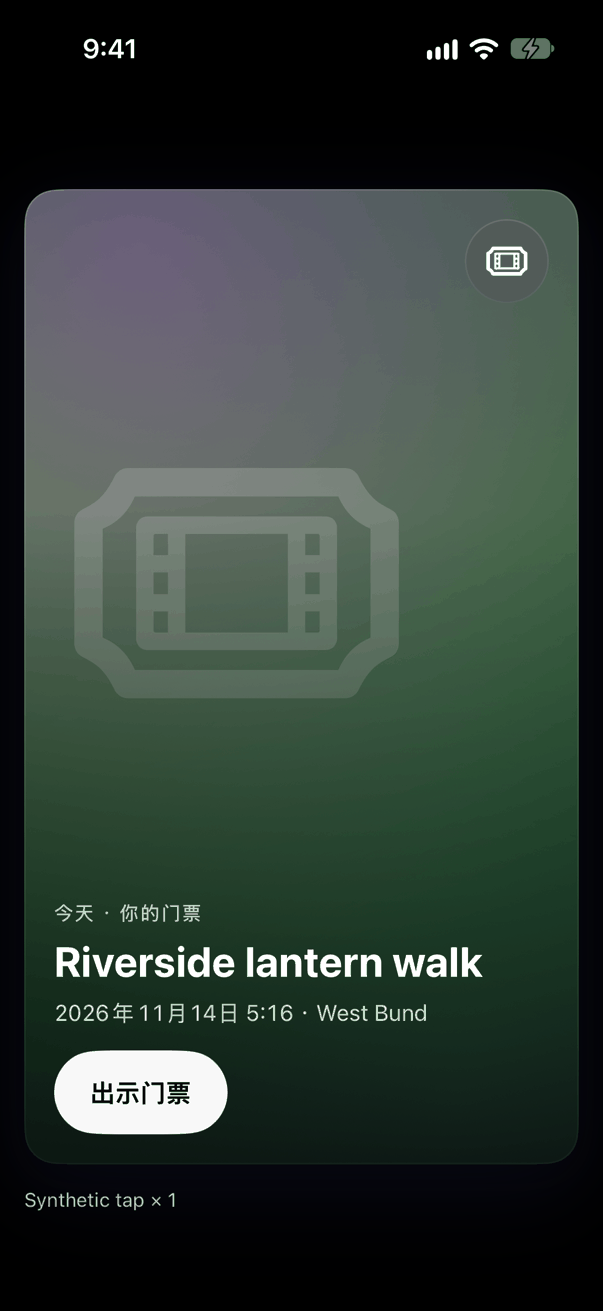 9:41
今天 · 你的门票
Riverside lantern walk
2026年11月14日 5:16 · West Bund
出示门票
Synthetic tap × 1